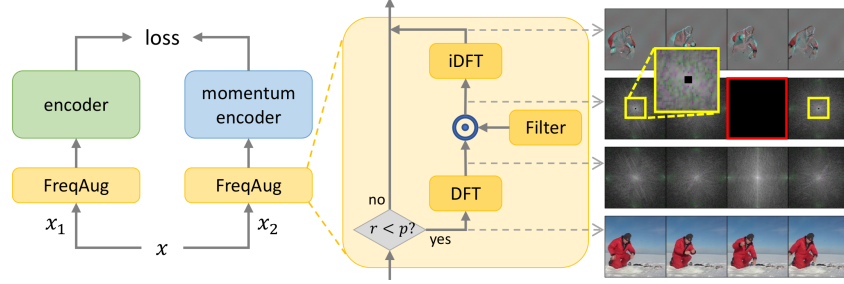 loss
encoder
momentum
encoder
FreqAug
FreqAug
x₁
x₂
x
iDFT
Filter
DFT
no
r < p?
yes